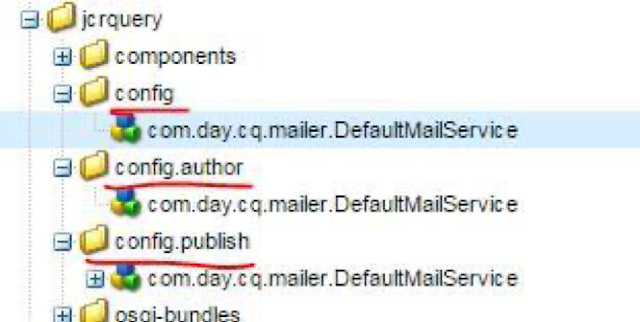 jcrquery
components
config
com.day.cq.mailer.DefaultMailService
config.author
com.day.cq.mailer.DefaultMailService
config.publish
com.day.cq.mailer.DefaultMailService
osgi-bundles